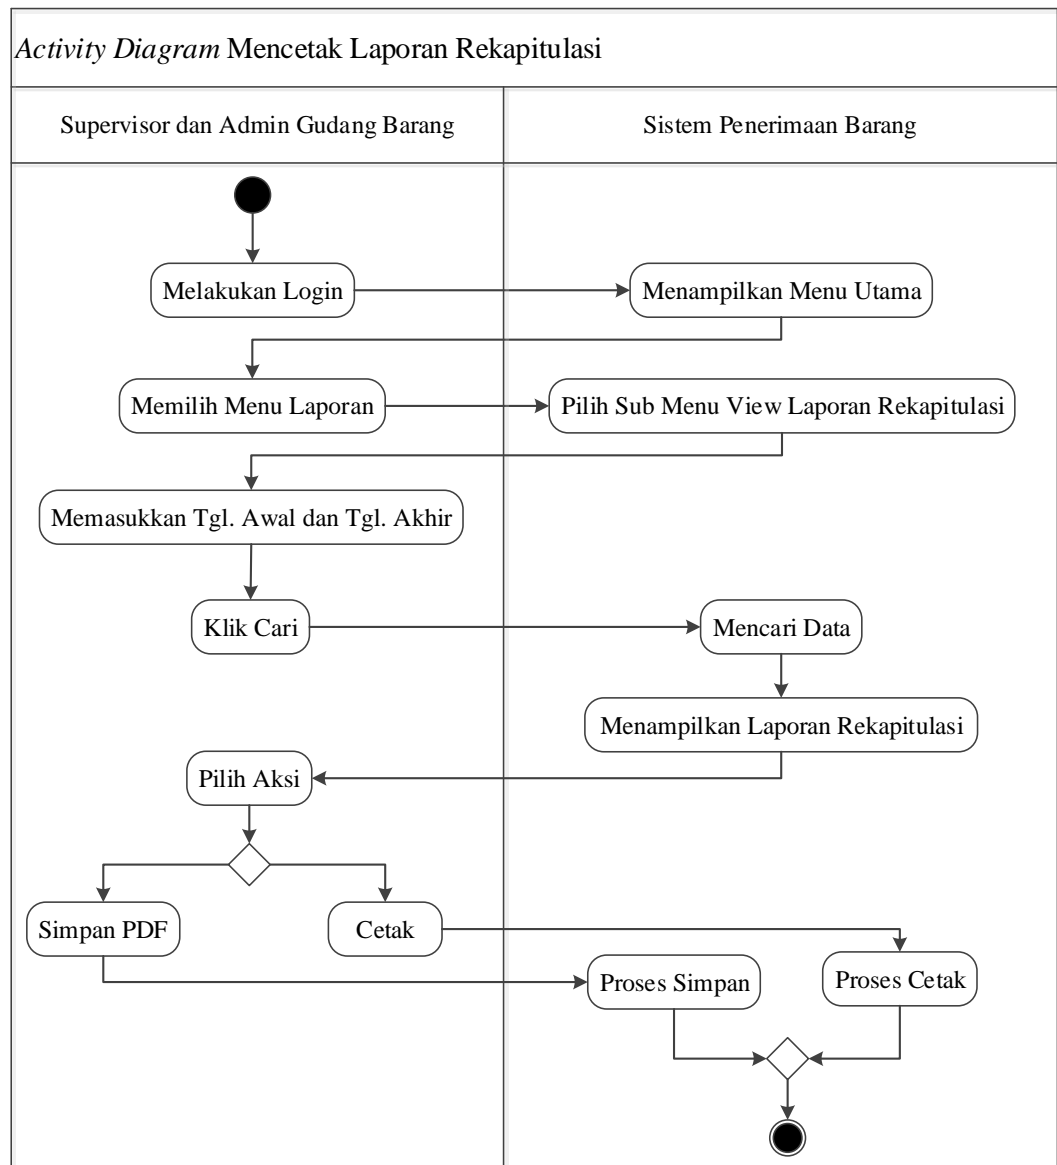 Activity Diagram Mencetak Laporan Rekapitulasi
Supervisor dan Admin Gudang Barang
Sistem Penerimaan Barang
Melakukan Login
Menampilkan Menu Utama
Memilih Menu Laporan
Pilih Sub Menu View Laporan Rekapitulasi
Memasukkan Tgl. Awal dan Tgl. Akhir
Klik Cari
Mencari Data
Menampilkan Laporan Rekapitulasi
Pilih Aksi
Simpan PDF
Cetak
Proses Simpan
Proses Cetak